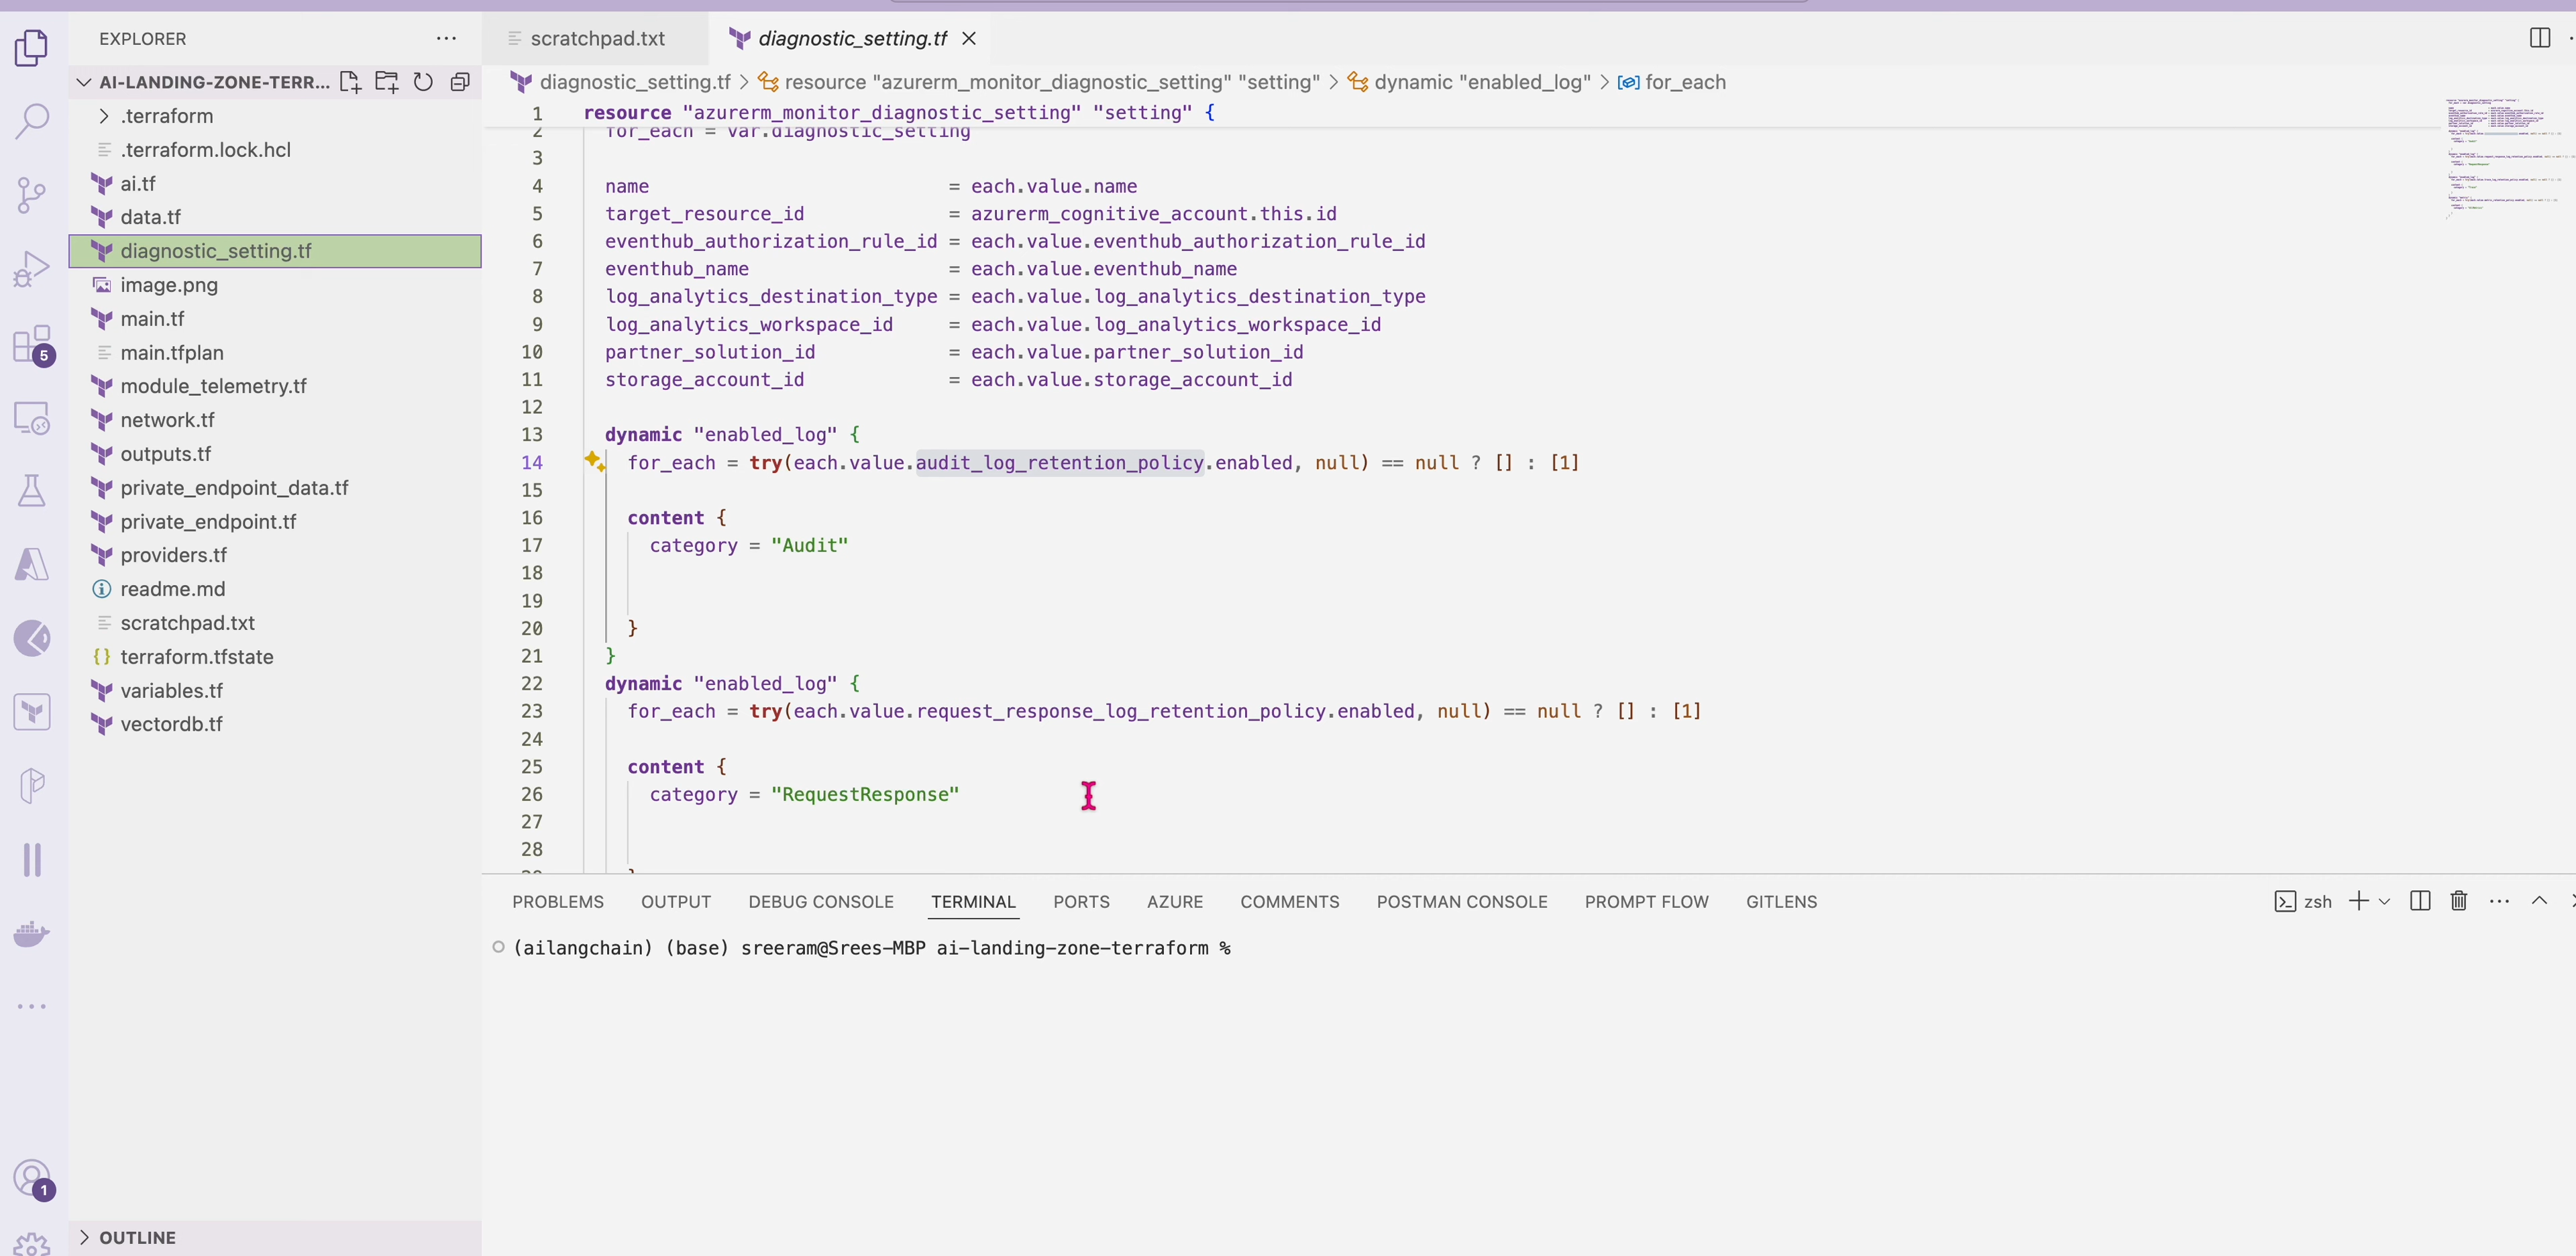 EXPLORER
AI-LANDING-ZONE-TERR...
.terraform
.terraform.lock.hcl
ai.tf
data.tf
diagnostic_setting.tf
image.png
main.tf
main.tfplan
module_telemetry.tf
network.tf
outputs.tf
private_endpoint_data.tf
private_endpoint.tf
providers.tf
readme.md
scratchpad.txt
terraform.tfstate
variables.tf
vectordb.tf
OUTLINE
5
1
scratchpad.txt diagnostic_setting.tf
diagnostic_setting.tf > resource "azurerm_monitor_diagnostic_setting" "setting" > dynamic "enabled_log" > for_each
1 resource "azurerm_monitor_diagnostic_setting" "setting" {
2 for_each = var.diagnostic_setting
3
4 name = each.value.name
5 target_resource_id = azurerm_cognitive_account.this.id
6 eventhub_authorization_rule_id = each.value.eventhub_authorization_rule_id
7 eventhub_name = each.value.eventhub_name
8 log_analytics_destination_type = each.value.log_analytics_destination_type
9 log_analytics_workspace_id = each.value.log_analytics_workspace_id
10 partner_solution_id = each.value.partner_solution_id
11 storage_account_id = each.value.storage_account_id
12
13 dynamic "enabled_log" {
14 for_each = try(each.value.audit_log_retention_policy.enabled, null) == null ? [] : [1]
15
16 content {
17 category = "Audit"
18
19
20 }
21 }
22 dynamic "enabled_log" {
23 for_each = try(each.value.request_response_log_retention_policy.enabled, null) == null ? [] : [1]
24
25 content {
26 category = "RequestResponse"
27
28
PROBLEMS OUTPUT DEBUG CONSOLE TERMINAL PORTS AZURE COMMENTS POSTMAN CONSOLE PROMPT FLOW GITLENS zsh
(ailangchain) (base) sreeram@Srees-MBP ai-landing-zone-terraform %